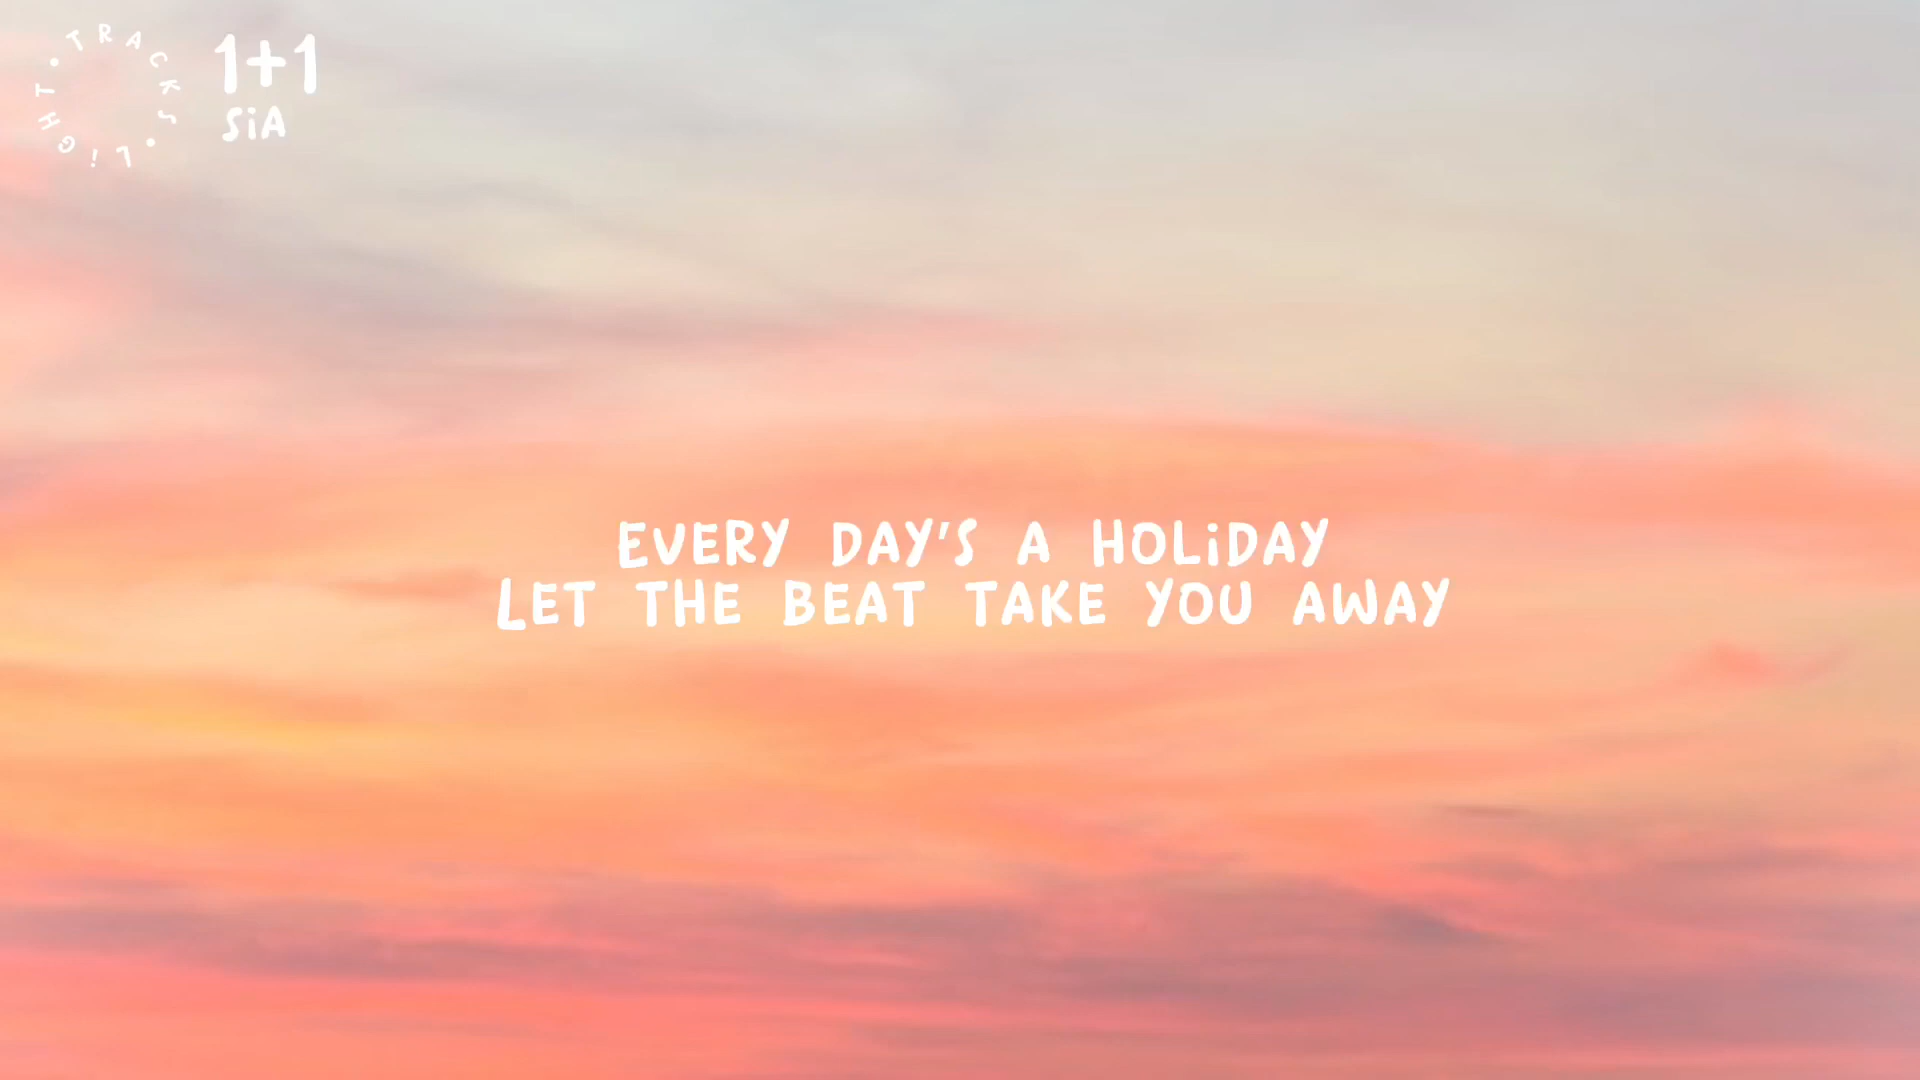 TRACKS • LiGHT •
1+1
SiA
EVERY DAY'S A HOLiDAY
LET THE BEAT TAKE YOU AWAY